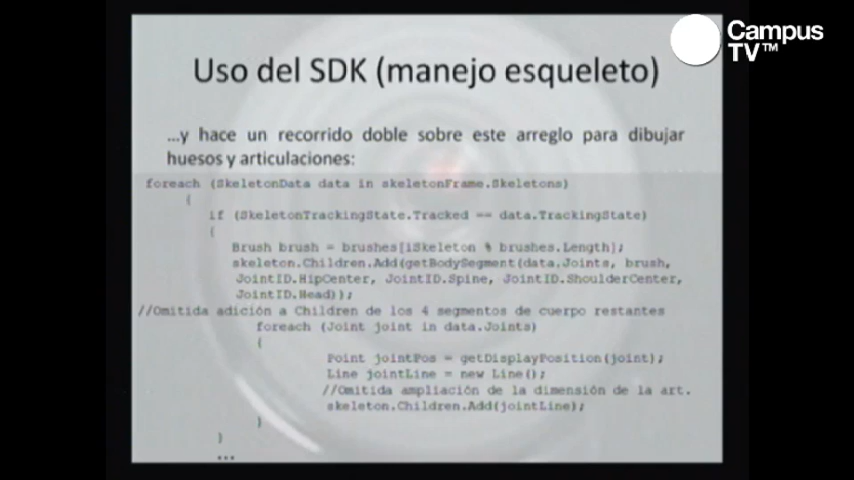 Campus
TV™
Uso del SDK (manejo esqueleto)
...y hace un recorrido doble sobre este arreglo para dibujar
huesos y articulaciones:
foreach (SkeletonData data in skeletonFrame.Skeletons)
{
if (SkeletonTrackingState.Tracked == data.TrackingState)
{
Brush brush = brushes[iSkeleton % brushes.Length];
skeleton.Children.Add(getBodySegment(data.Joints, brush,
JointID.HipCenter, JointID.Spine, JointID.ShoulderCenter,
JointID.Head));
//Omitida adición a Children de los 4 segmentos de cuerpo restantes
foreach (Joint joint in data.Joints)
{
Point jointPos = getDisplayPosition(joint);
Line jointLine = new Line();
//Omitida ampliación de la dimensión de la art.
skeleton.Children.Add(jointLine);
}
}
...